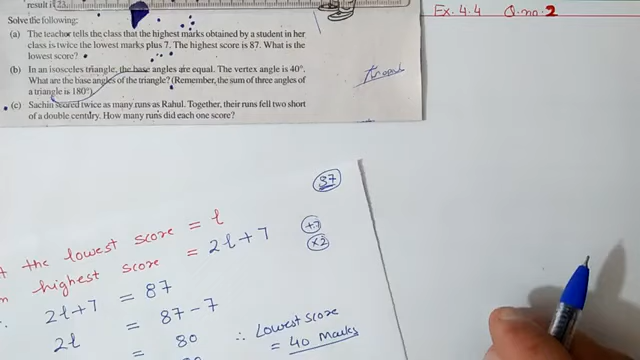 result is 23.
Ex. 4.4 Q. no. 2
Solve the following:
(a) The teacher tells the class that the highest marks obtained by a student in her
class is twice the lowest marks plus 7. The highest score is 87. What is the
lowest score?
(b) In an isosceles triangle, the base angles are equal. The vertex angle is 40°.
What are the base angles of the triangle? (Remember, the sum of three angles of
a triangle is 180°).
(c) Sachin scored twice as many runs as Rahul. Together, their runs fell two short
of a double century. How many runs did each one score?
87
the lowest score = l
highest score = 2l+7
+7
×2
2l+7 = 87
2l = 87-7
= 80
∴ Lowest score
= 40 Marks